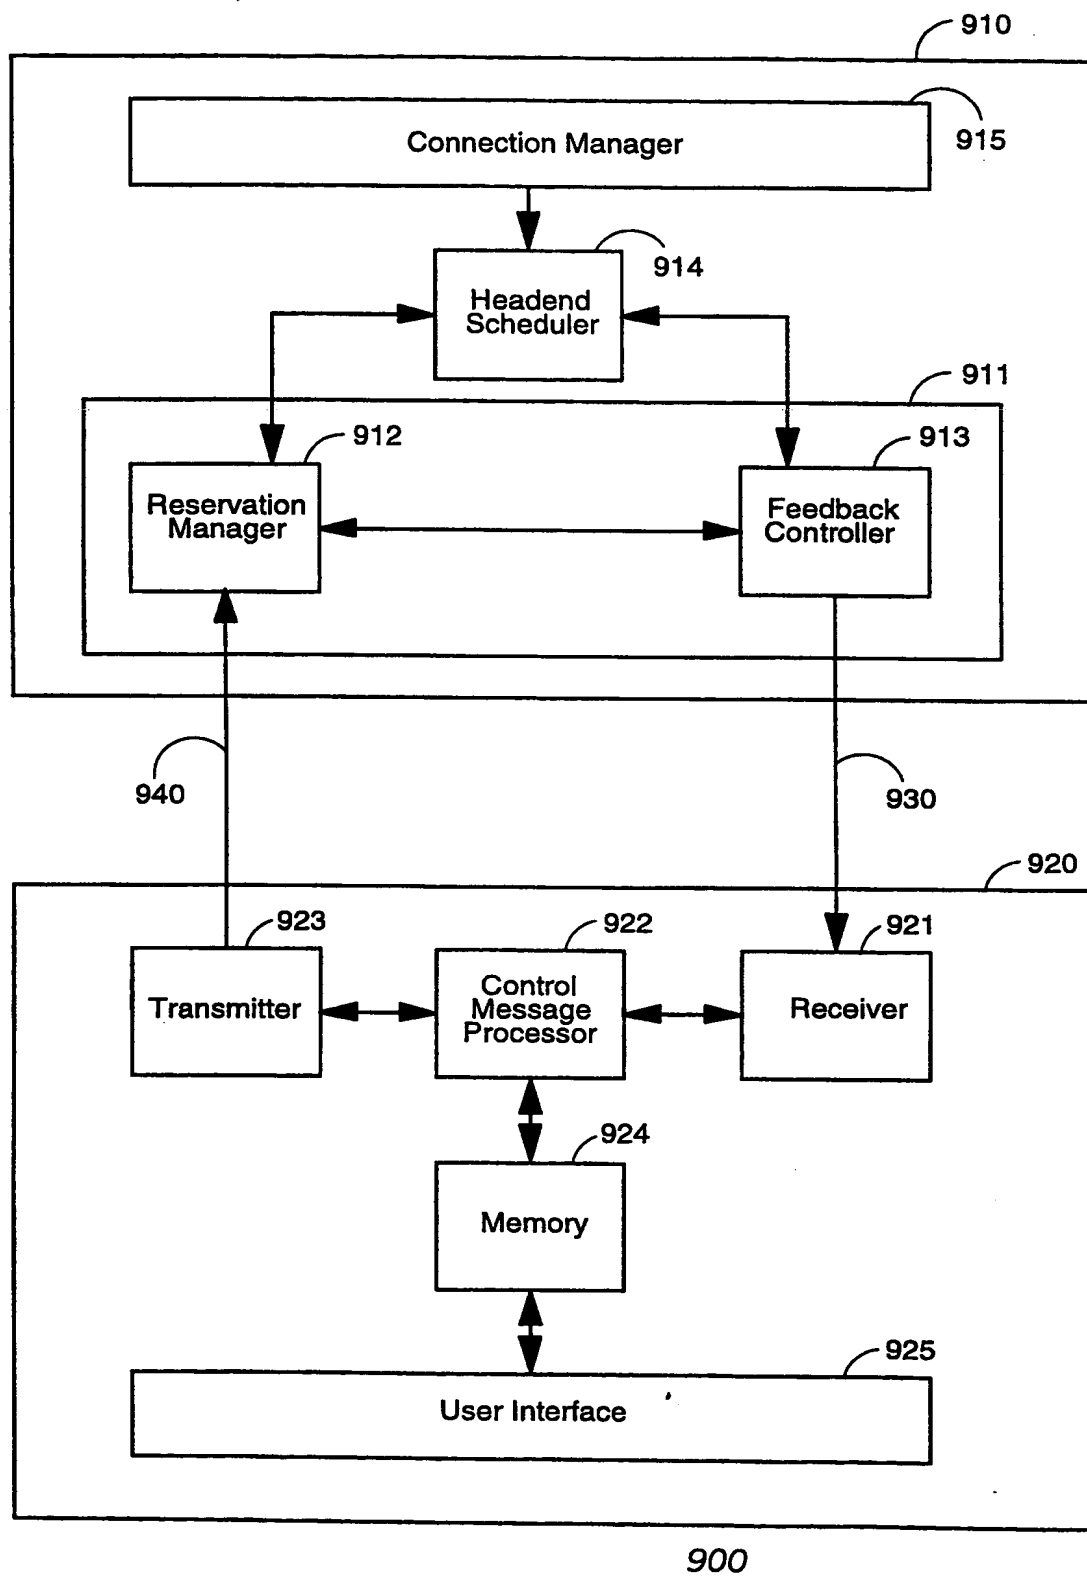 910
Connection Manager
915
914
Headend
Scheduler
911
912
913
Reservation
Manager
Feedback
Controller
940
930
920
923
922
921
Transmitter
Control
Message
Processor
Receiver
924
Memory
925
User Interface
900